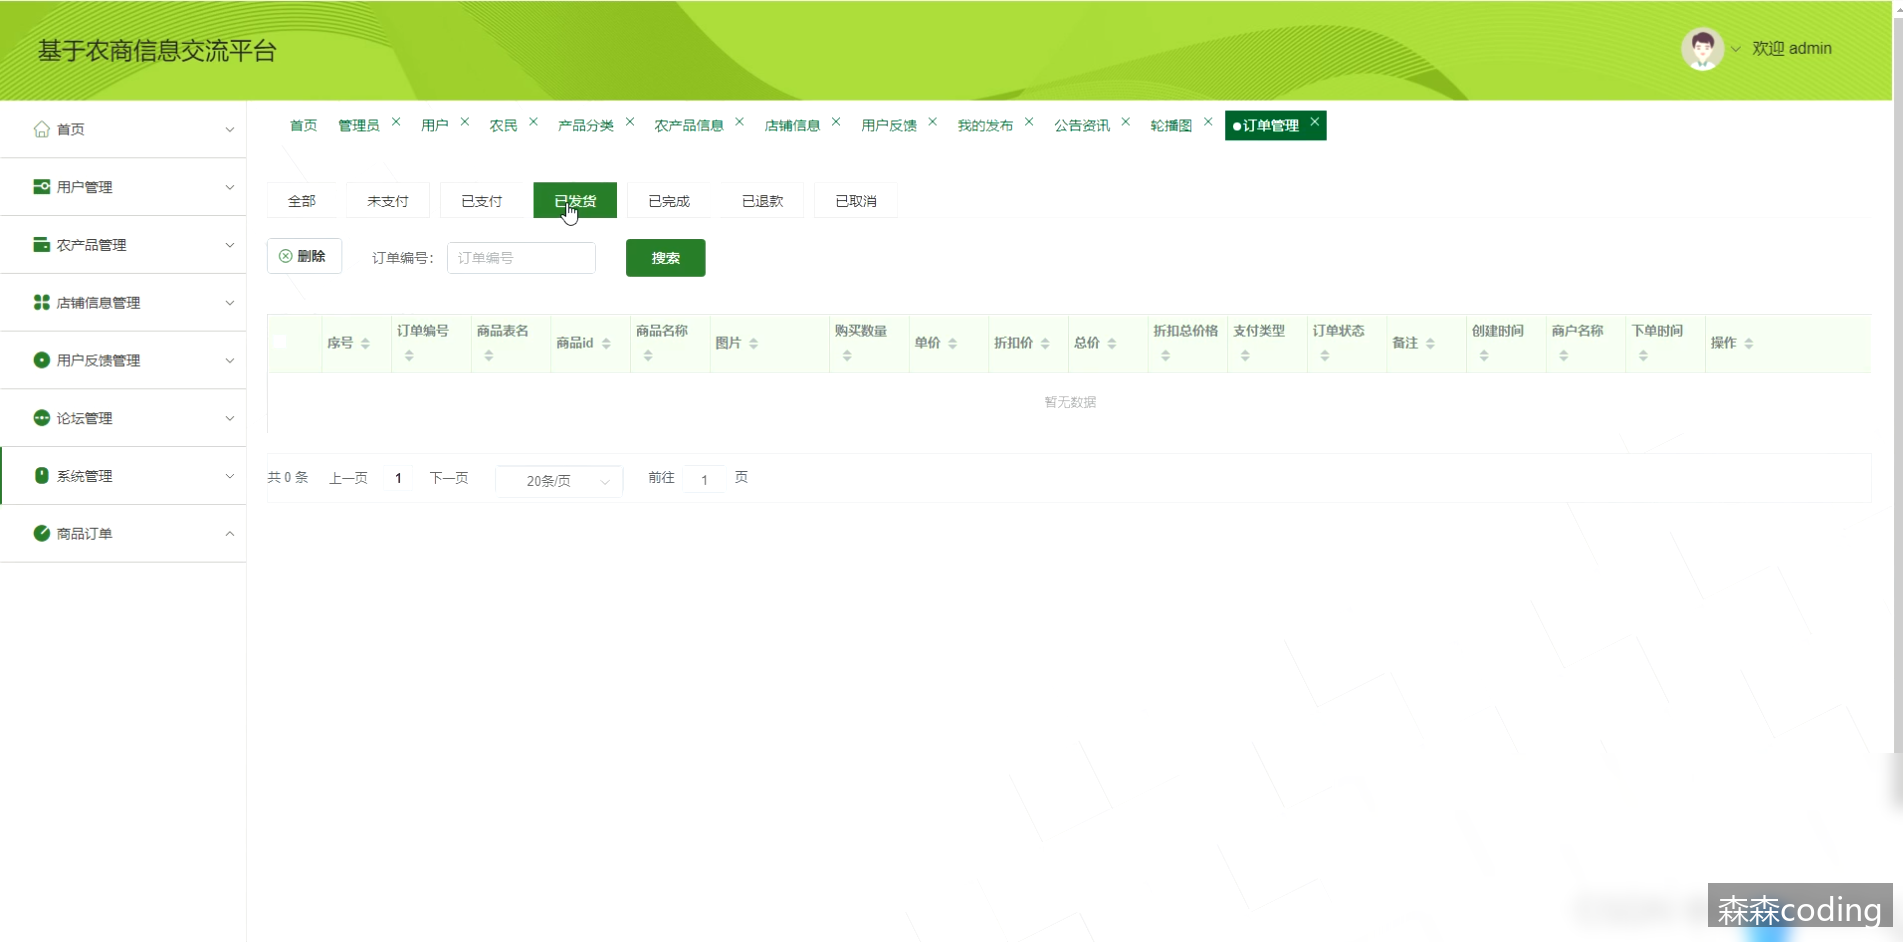 基于农商信息交流平台
欢迎 admin
首页
用户管理
农产品管理
店铺信息管理
用户反馈管理
论坛管理
系统管理
商品订单
首页 管理员 用户 农民 产品分类 农产品信息 店铺信息 用户反馈 我的发布 公告资讯 轮播图 订单管理
全部 未支付 已支付 已发货 已完成 已退款 已取消
删除 订单编号： 订单编号 搜索
序号 订单编号 商品表名 商品id 商品名称 图片 购买数量 单价 折扣价 总价 折扣总价格 支付类型 订单状态 备注 创建时间 商户名称 下单时间 操作
暂无数据
共 0 条 上一页 1 下一页 20条/页 前往 1 页
森森coding